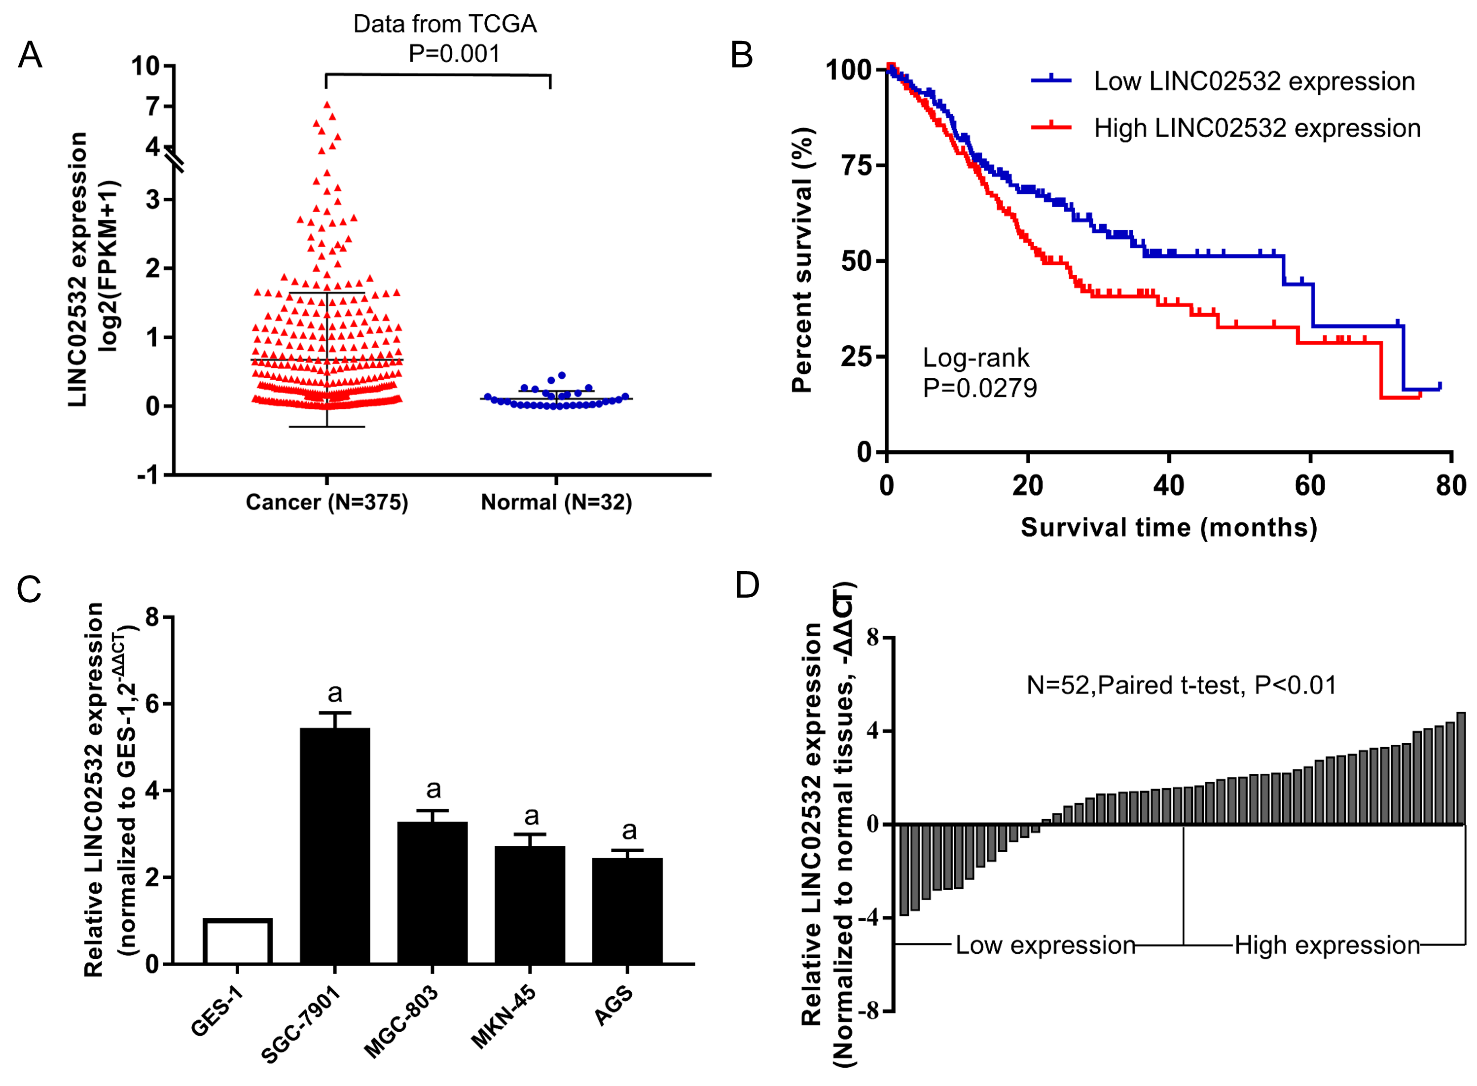 A
Data from TCGA
P=0.001
LINC02532 expression
log2(FPKM+1)
10
7
4
3
2
1
0
-1
Cancer (N=375)
Normal (N=32)
B
Percent survival (%)
100
75
50
25
0
Low LINC02532 expression
High LINC02532 expression
Log-rank
P=0.0279
0
20
40
60
80
Survival time (months)
C
Relative LINC02532 expression
(normalized to GES-1,2-ΔΔCT)
8
6
4
2
0
a
a
a
a
GES-1
SGC-7901
MGC-803
MKN-45
AGS
D
Relative LINC02532 expression
(Normalized to normal tissues, -ΔΔCT)
8
4
0
-4
-8
N=52,Paired t-test, P<0.01
Low expression
High expression